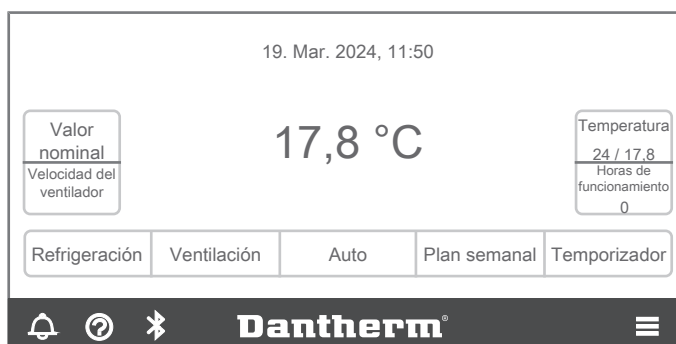 19. Mar. 2024, 11:50
Valor
nominal
Velocidad del
ventilador
17,8 °C
Temperatura
24 / 17,8
Horas de
funcionamiento
0
Refrigeración Ventilación Auto Plan semanal Temporizador
Dantherm®